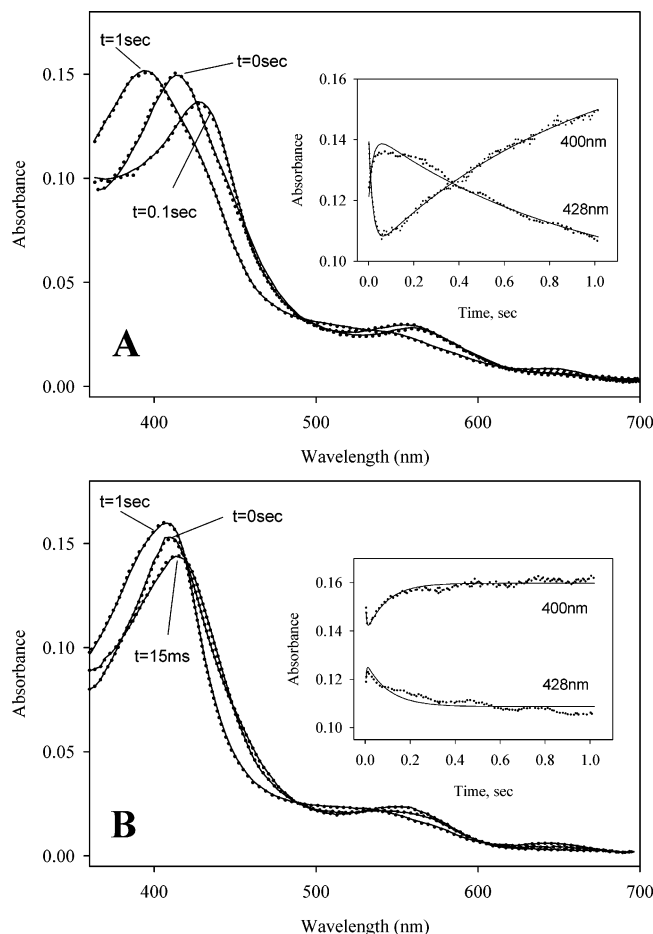 t=1sec
t=0sec
t=0.1sec
0.15
0.10
0.05
0.00
Absorbance
400
500
600
700
Wavelength (nm)
A
0.16
0.14
0.12
0.10
Absorbance
400nm
428nm
0.0 0.2 0.4 0.6 0.8 1.0
Time, sec
t=1sec
t=0sec
t=15ms
0.15
0.10
0.05
0.00
Absorbance
400
500
600
700
Wavelength (nm)
B
0.16
0.14
0.12
0.10
Absorbance
400nm
428nm
0.0 0.2 0.4 0.6 0.8 1.0
Time, sec